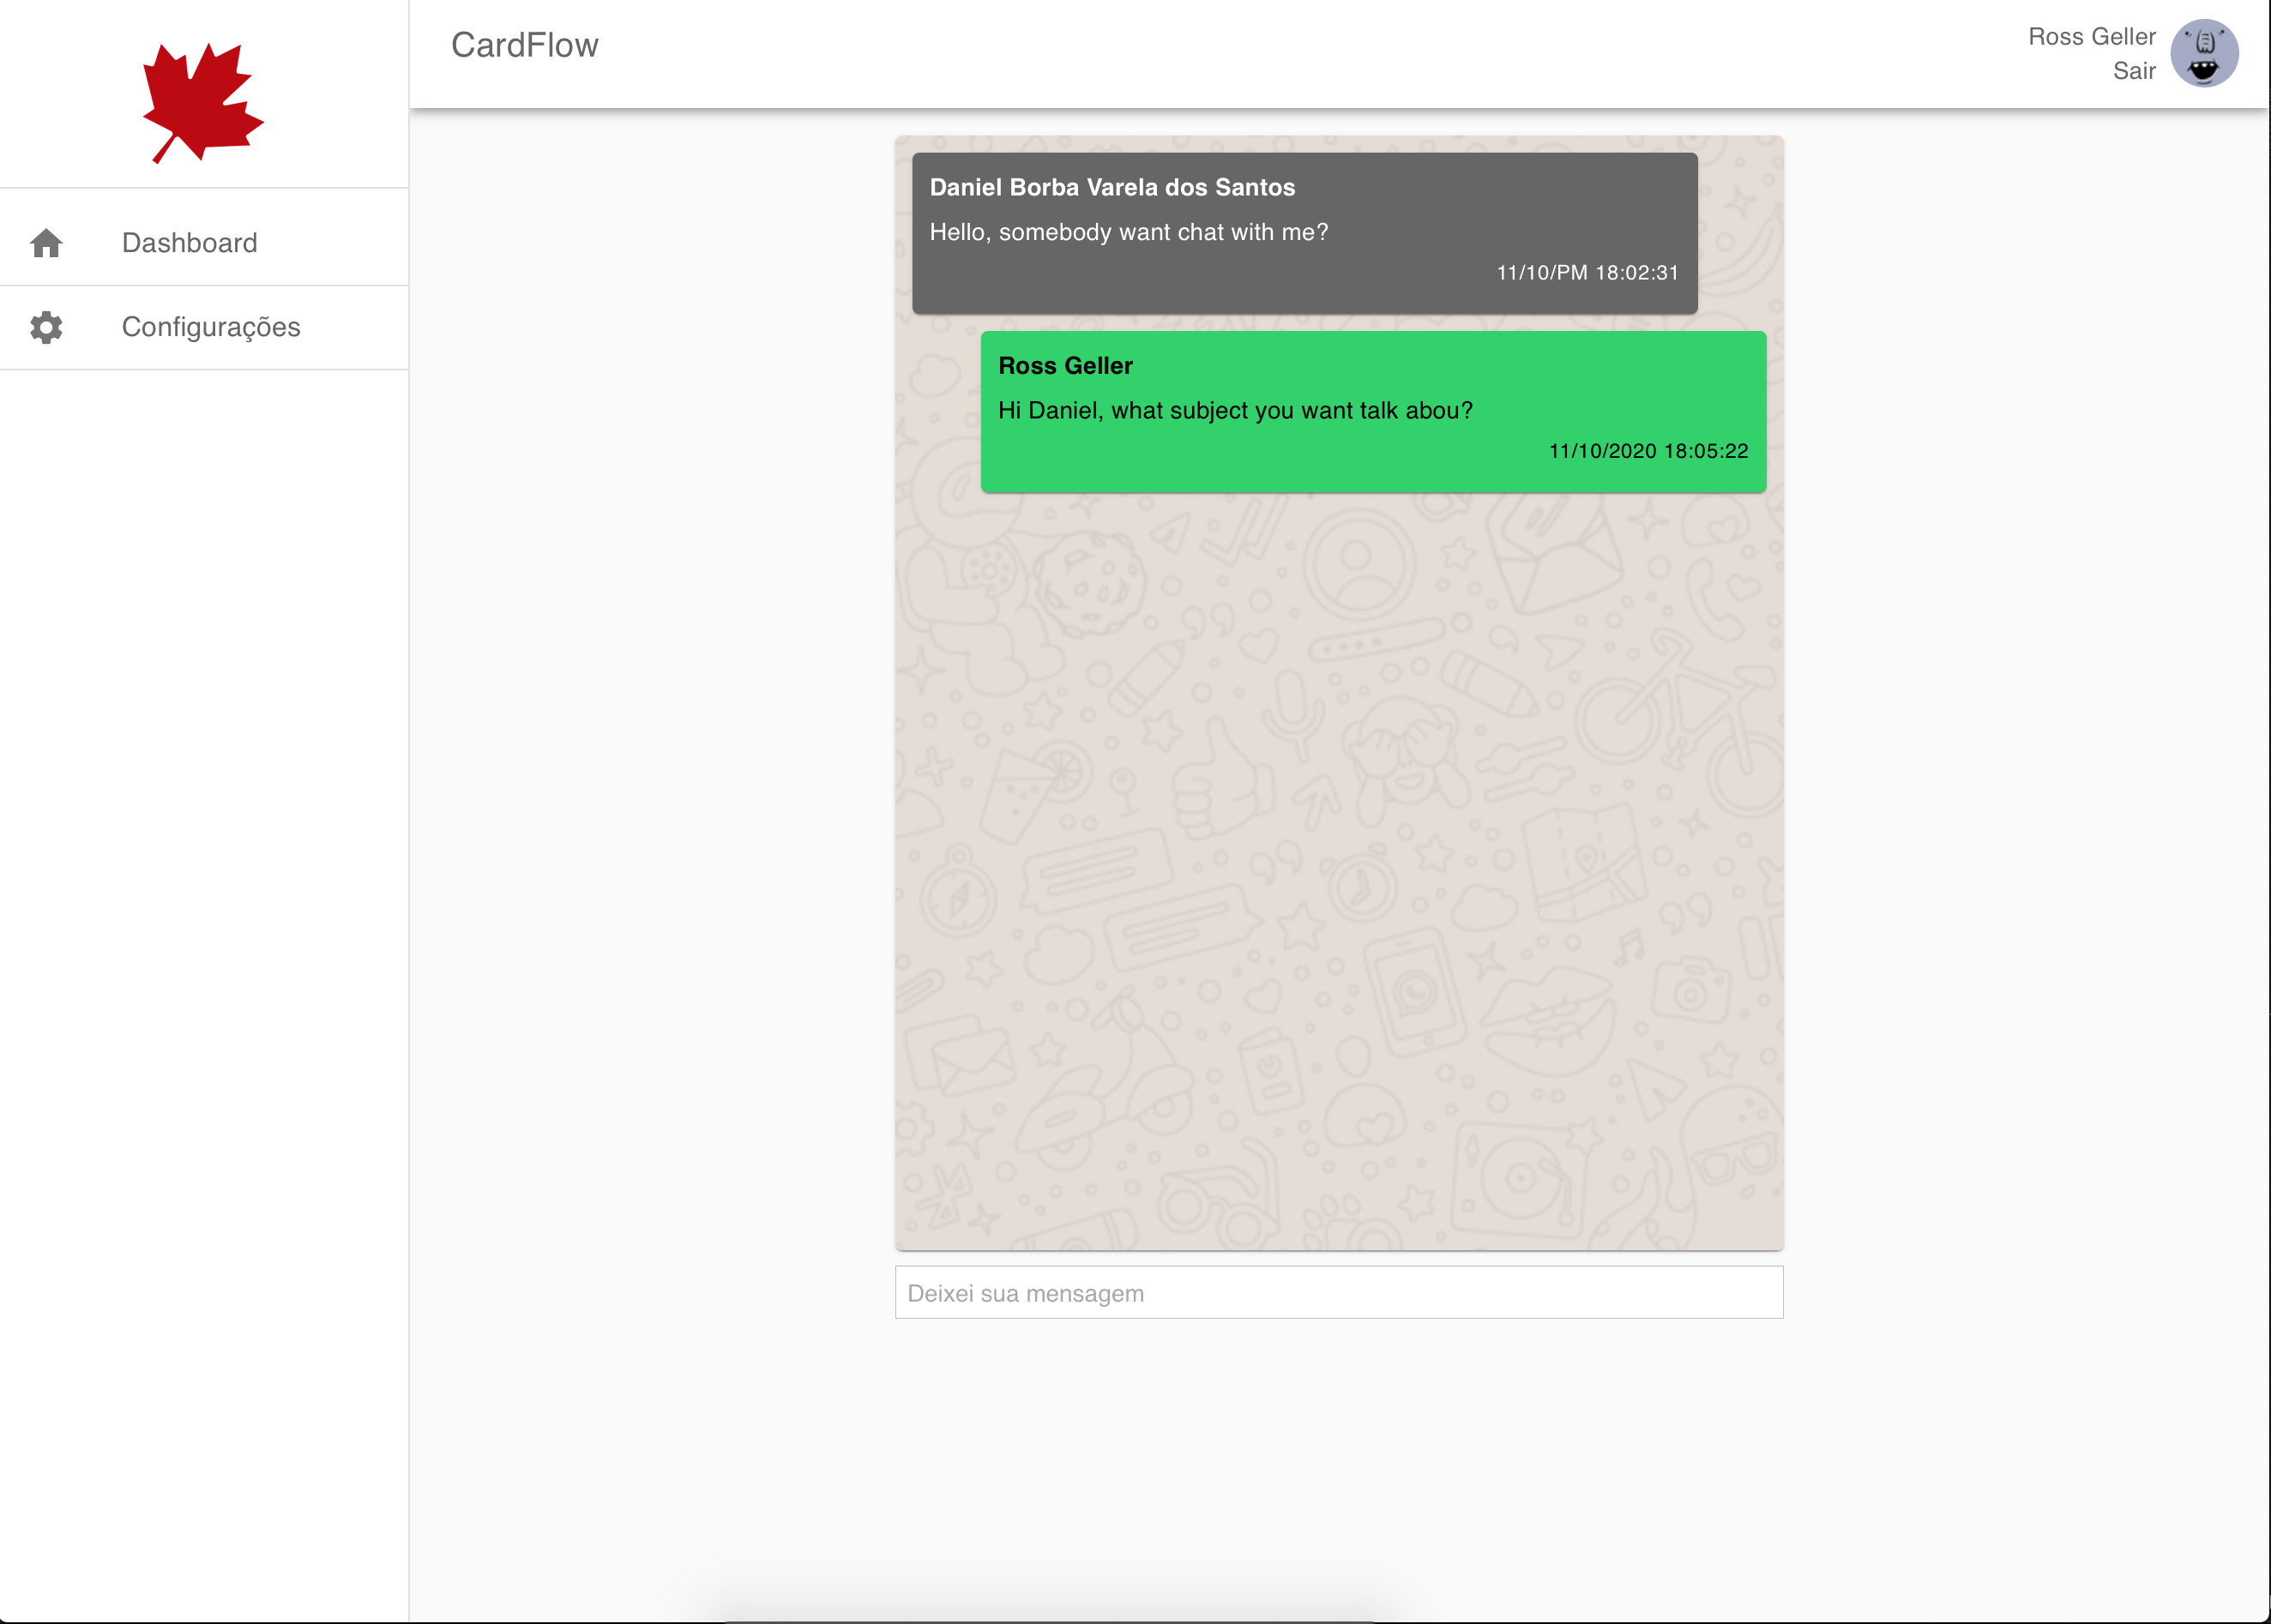 CardFlow
Ross Geller
Sair
Dashboard
Configurações
Daniel Borba Varela dos Santos
Hello, somebody want chat with me?
11/10/PM 18:02:31
Ross Geller
Hi Daniel, what subject you want talk abou?
11/10/2020 18:05:22
Deixei sua mensagem